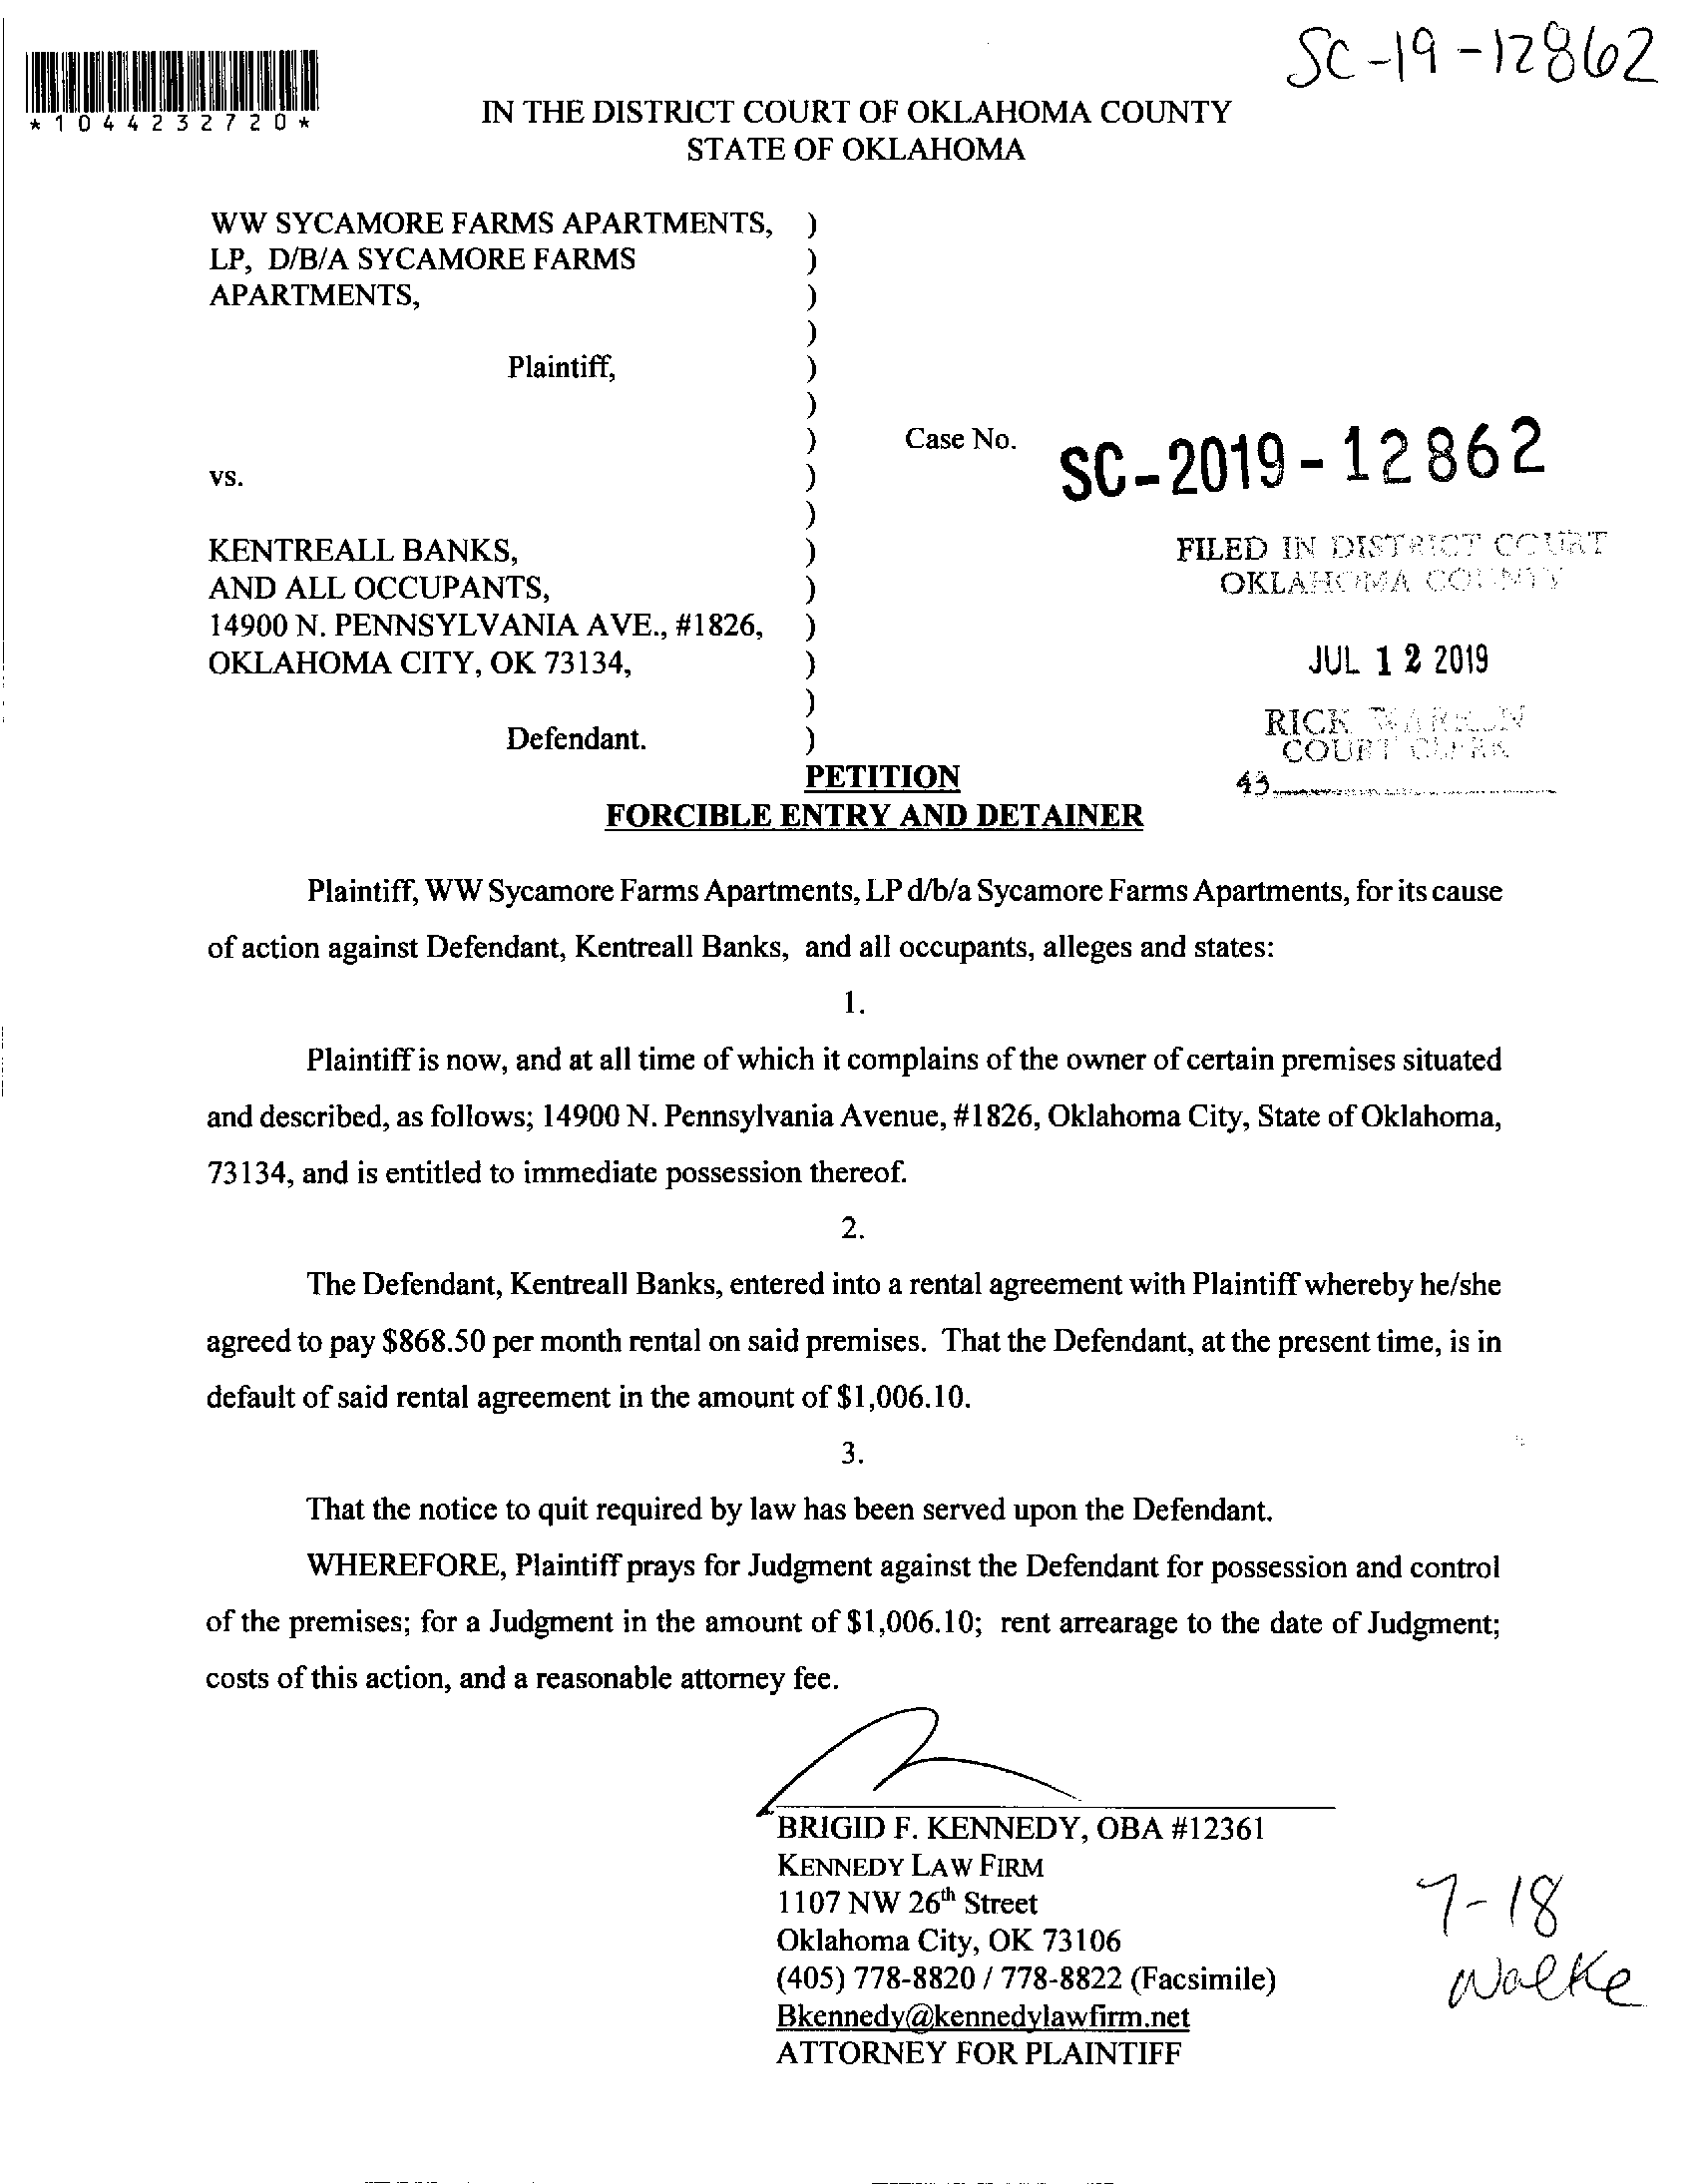 SC-19-12862
*1044232720*
IN THE DISTRICT COURT OF OKLAHOMA COUNTY
STATE OF OKLAHOMA
WW SYCAMORE FARMS APARTMENTS, )
LP, D/B/A SYCAMORE FARMS )
APARTMENTS, )
)
Plaintiff, )
)
) Case No. SC-2019-12862
vs. )
)
KENTREALL BANKS, ) FILED IN DISTRICT COURT
AND ALL OCCUPANTS, ) OKLAHOMA COUNTY
14900 N. PENNSYLVANIA AVE., #1826, )
OKLAHOMA CITY, OK 73134, ) JUL 12 2019
)
RICK WARREN
Defendant. ) COURT CLERK
PETITION
43
FORCIBLE ENTRY AND DETAINER
Plaintiff, WW Sycamore Farms Apartments, LP d/b/a Sycamore Farms Apartments, for its cause
of action against Defendant, Kentreall Banks, and all occupants, alleges and states:
1.
Plaintiff is now, and at all time of which it complains of the owner of certain premises situated
and described, as follows; 14900 N. Pennsylvania Avenue, #1826, Oklahoma City, State of Oklahoma,
73134, and is entitled to immediate possession thereof.
2.
The Defendant, Kentreall Banks, entered into a rental agreement with Plaintiff whereby he/she
agreed to pay $868.50 per month rental on said premises. That the Defendant, at the present time, is in
default of said rental agreement in the amount of $1,006.10.
3.
That the notice to quit required by law has been served upon the Defendant.
WHEREFORE, Plaintiff prays for Judgment against the Defendant for possession and control
of the premises; for a Judgment in the amount of $1,006.10; rent arrearage to the date of Judgment;
costs of this action, and a reasonable attorney fee.
BRIGID F. KENNEDY, OBA #12361
KENNEDY LAW FIRM
1107 NW 26th Street
Oklahoma City, OK 73106
(405) 778-8820 / 778-8822 (Facsimile)
Bkennedy@kennedylawfirm.net
ATTORNEY FOR PLAINTIFF
7-18
Walke